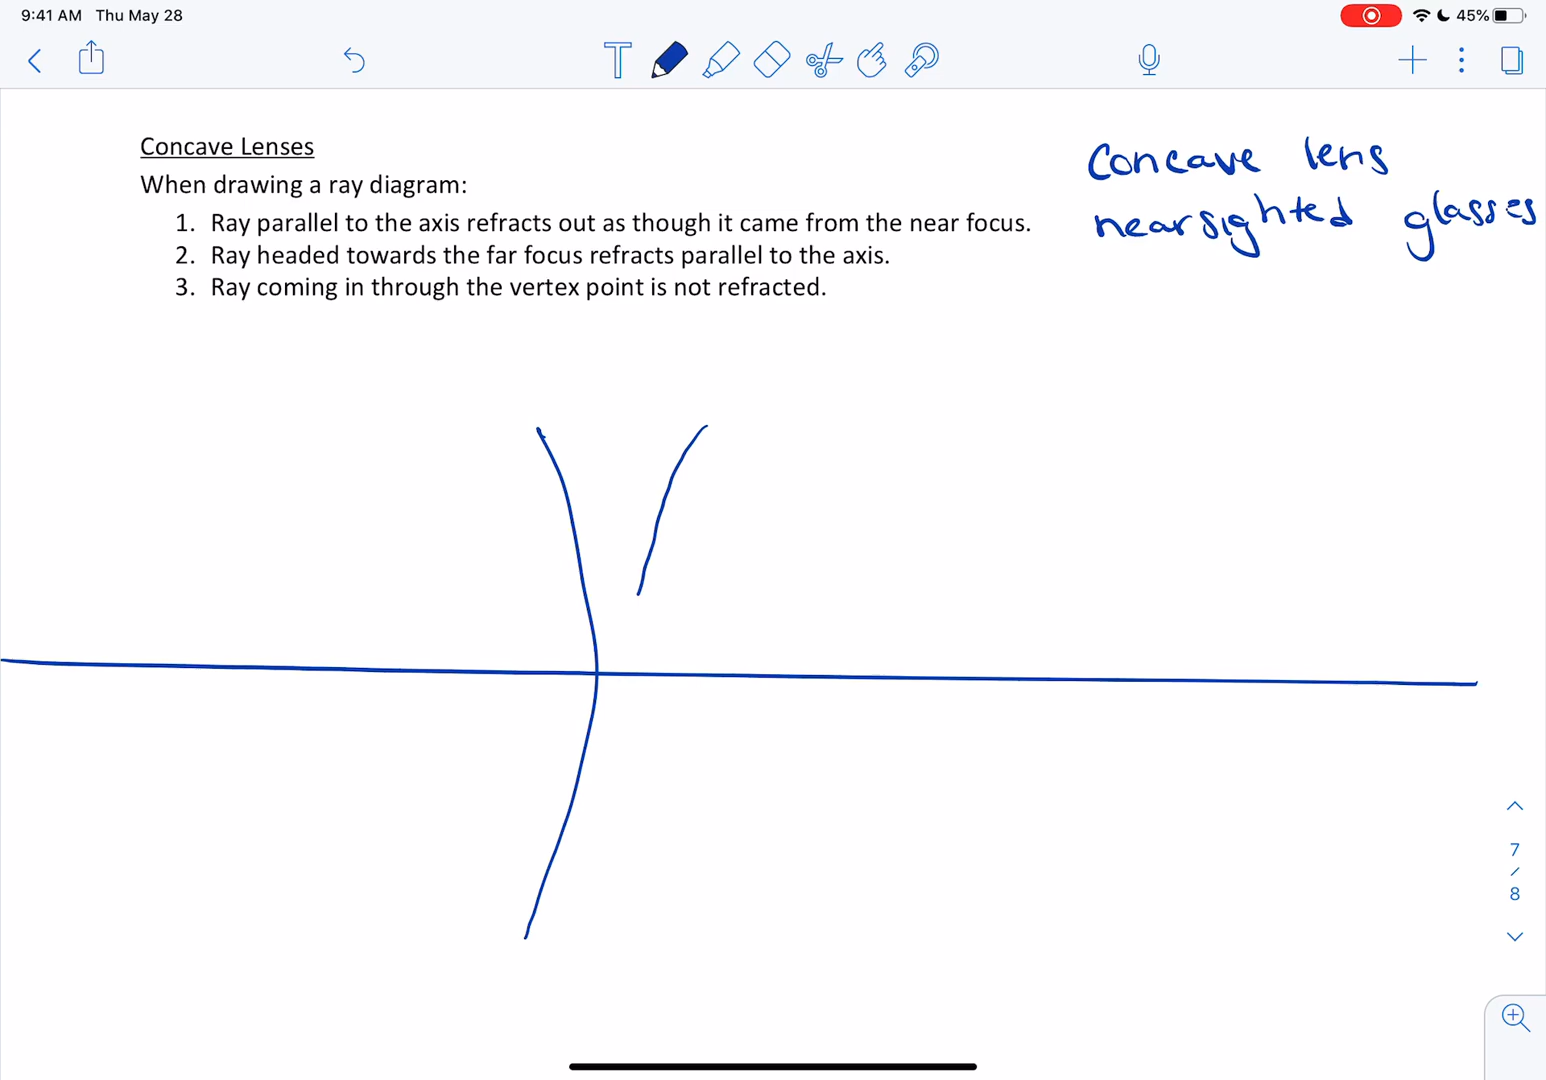 9:41 AM Thu May 28
45%
Concave Lenses
When drawing a ray diagram:
1. Ray parallel to the axis refracts out as though it came from the near focus.
2. Ray headed towards the far focus refracts parallel to the axis.
3. Ray coming in through the vertex point is not refracted.
Concave lens
nearsighted glasses
7
/
8